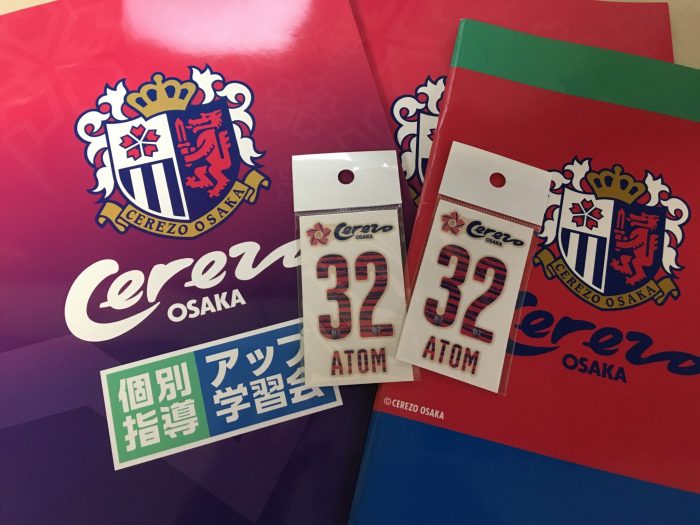 CEREZO OSAKA
Cerezo
OSAKA
個別
指導
アップ
学習会
Cerezo
OSAKA
32
ATOM
Cerezo
OSAKA
32
ATOM
CEREZO OSAKA
Cerezo
OSAKA
©CEREZO OSAKA